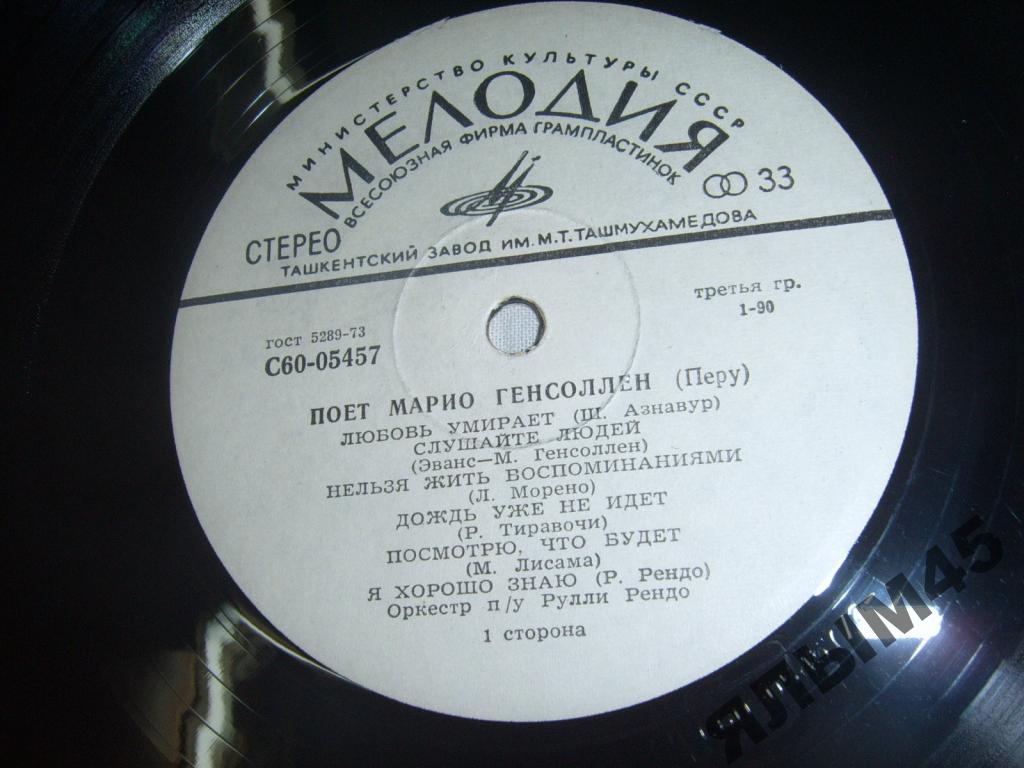 МИНИСТЕРСТВО КУЛЬТУРЫ СССР
МЕЛОДИЯ
ВСЕСОЮЗНАЯ ФИРМА ГРАМПЛАСТИНОК
СТЕРЕО
33
ТАШКЕНТСКИЙ ЗАВОД ИМ. М.Т. ТАШМУХАМЕДОВА
третья гр.
1-90
гост 5289-73
С60-05457
ПОЕТ МАРИО ГЕНСОЛЛЕН (Перу)
ЛЮБОВЬ УМИРАЕТ (Ш. Азнавур)
СЛУШАЙТЕ ЛЮДЕЙ
(Эванс—М. Генсоллен)
НЕЛЬЗЯ ЖИТЬ ВОСПОМИНАНИЯМИ
(Л. Морено)
ДОЖДЬ УЖЕ НЕ ИДЕТ
(Р. Тиравочи)
ПОСМОТРЮ, ЧТО БУДЕТ
(М. Лисама)
Я ХОРОШО ЗНАЮ (Р. Рендо)
Оркестр п/у Рулли Рендо
1 сторона
ЯЛЫМ45